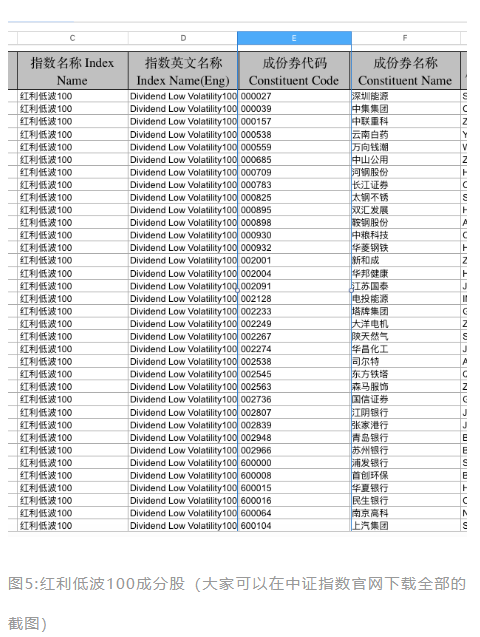 C D E F
指数名称 Index Name 指数英文名称 Index Name(Eng) 成份券代码 Constituent Code 成份券名称 Constituent Name
红利低波100 Dividend Low Volatility100 000027 深圳能源 S
红利低波100 Dividend Low Volatility100 000039 中集集团 C
红利低波100 Dividend Low Volatility100 000157 中联重科 Z
红利低波100 Dividend Low Volatility100 000538 云南白药 Y
红利低波100 Dividend Low Volatility100 000559 万向钱潮 W
红利低波100 Dividend Low Volatility100 000685 中山公用 Z
红利低波100 Dividend Low Volatility100 000709 河钢股份 H
红利低波100 Dividend Low Volatility100 000783 长江证券 C
红利低波100 Dividend Low Volatility100 000825 太钢不锈 S
红利低波100 Dividend Low Volatility100 000895 双汇发展 H
红利低波100 Dividend Low Volatility100 000898 鞍钢股份 A
红利低波100 Dividend Low Volatility100 000930 中粮科技 C
红利低波100 Dividend Low Volatility100 000932 华菱钢铁 H
红利低波100 Dividend Low Volatility100 002001 新和成 Z
红利低波100 Dividend Low Volatility100 002004 华邦健康 H
红利低波100 Dividend Low Volatility100 002091 江苏国泰 J
红利低波100 Dividend Low Volatility100 002128 电投能源 I
红利低波100 Dividend Low Volatility100 002233 塔牌集团 G
红利低波100 Dividend Low Volatility100 002249 大洋电机 Z
红利低波100 Dividend Low Volatility100 002267 陕天然气 S
红利低波100 Dividend Low Volatility100 002274 华昌化工 J
红利低波100 Dividend Low Volatility100 002538 司尔特 A
红利低波100 Dividend Low Volatility100 002545 东方铁塔 Q
红利低波100 Dividend Low Volatility100 002563 森马服饰 Z
红利低波100 Dividend Low Volatility100 002736 国信证券 G
红利低波100 Dividend Low Volatility100 002807 江阴银行 J
红利低波100 Dividend Low Volatility100 002839 张家港行 J
红利低波100 Dividend Low Volatility100 002948 青岛银行 B
红利低波100 Dividend Low Volatility100 002966 苏州银行 B
红利低波100 Dividend Low Volatility100 600000 浦发银行 S
红利低波100 Dividend Low Volatility100 600008 首创环保 B
红利低波100 Dividend Low Volatility100 600015 华夏银行 H
红利低波100 Dividend Low Volatility100 600016 民生银行 C
红利低波100 Dividend Low Volatility100 600064 南京高科 N
红利低波100 Dividend Low Volatility100 600104 上汽集团 S
图5:红利低波100成分股（大家可以在中证指数官网下载全部的
截图）